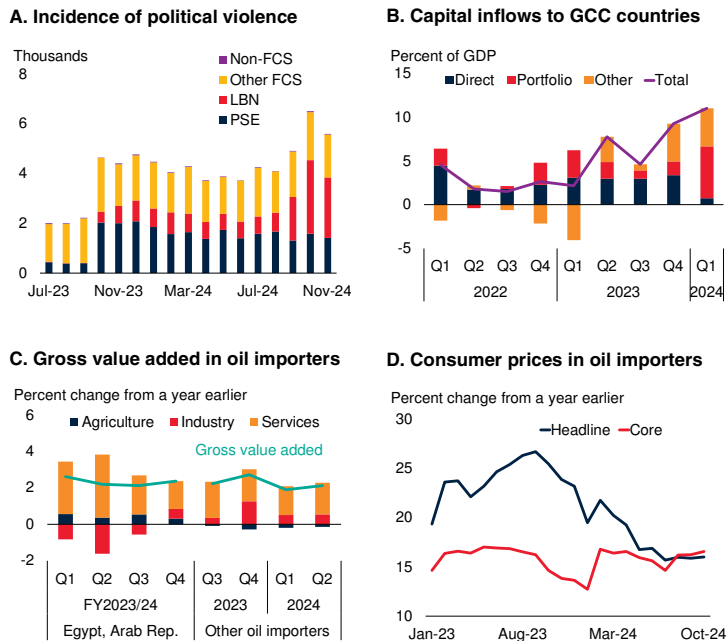 A. Incidence of political violence
Thousands
Non-FCS
Other FCS
LBN
PSE
8
6
4
2
0
Jul-23 Nov-23 Mar-24 Jul-24 Nov-24
B. Capital inflows to GCC countries
Percent of GDP
Direct Portfolio Other Total
15
10
5
0
-5
Q1 Q2 Q3 Q4 Q1 Q2 Q3 Q4 Q1
2022 2023 2024
C. Gross value added in oil importers
Percent change from a year earlier
Agriculture Industry Services
Gross value added
6
4
2
0
-2
Q1 Q2 Q3 Q4 Q3 Q4 Q1 Q2
FY2023/24 2023 2024
Egypt, Arab Rep. Other oil importers
D. Consumer prices in oil importers
Percent change from a year earlier
Headline Core
30
25
20
15
10
Jan-23 Aug-23 Mar-24 Oct-24